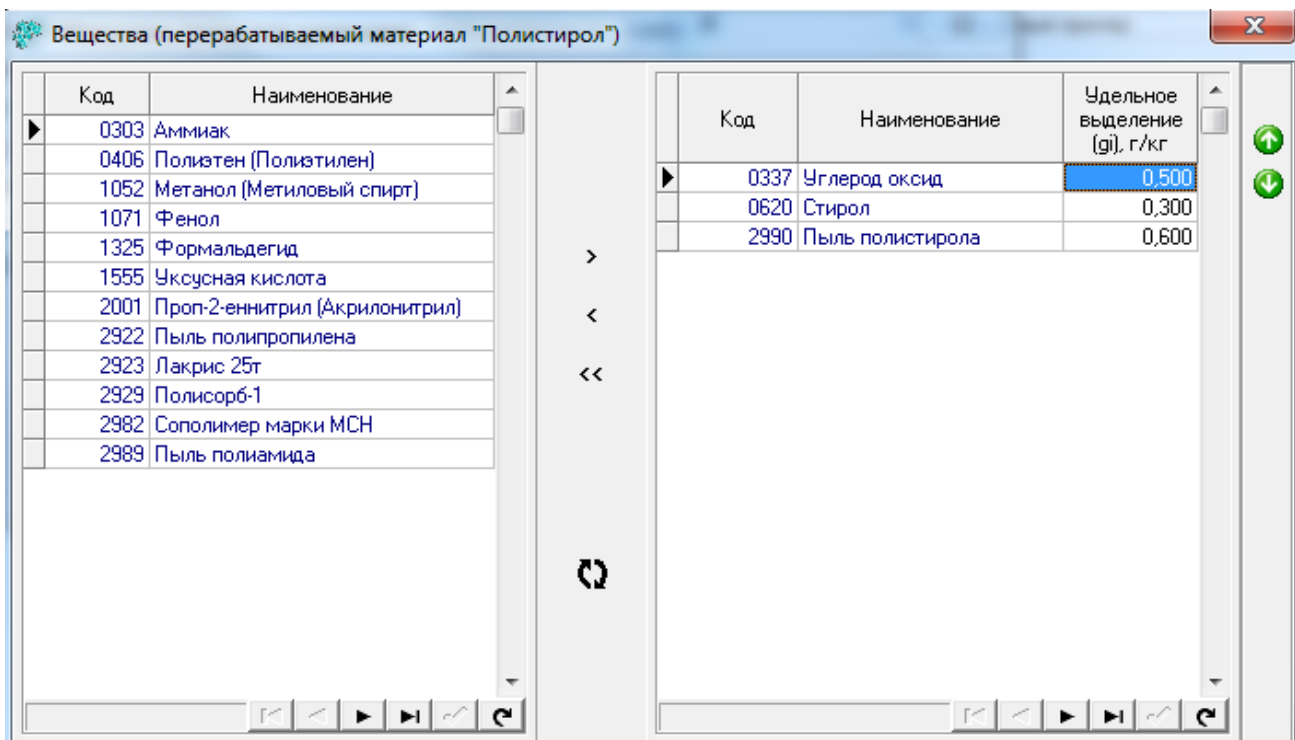 Вещества (перерабатываемый материал "Полистирол")
Код Наименование
0303 Аммиак
0406 Полиэтен (Полиэтилен)
1052 Метанол (Метиловый спирт)
1071 Фенол
1325 Формальдегид
1555 Уксусная кислота
2001 Проп-2-еннитрил (Акрилонитрил)
2922 Пыль полипропилена
2923 Лакрис 25т
2929 Полисорб-1
2982 Сополимер марки МСН
2989 Пыль полиамида
>
<
<<
Код Наименование Удельное
выделение
(gi), г/кг
0337 Углерод оксид 0,500
0620 Стирол 0,300
2990 Пыль полистирола 0,600